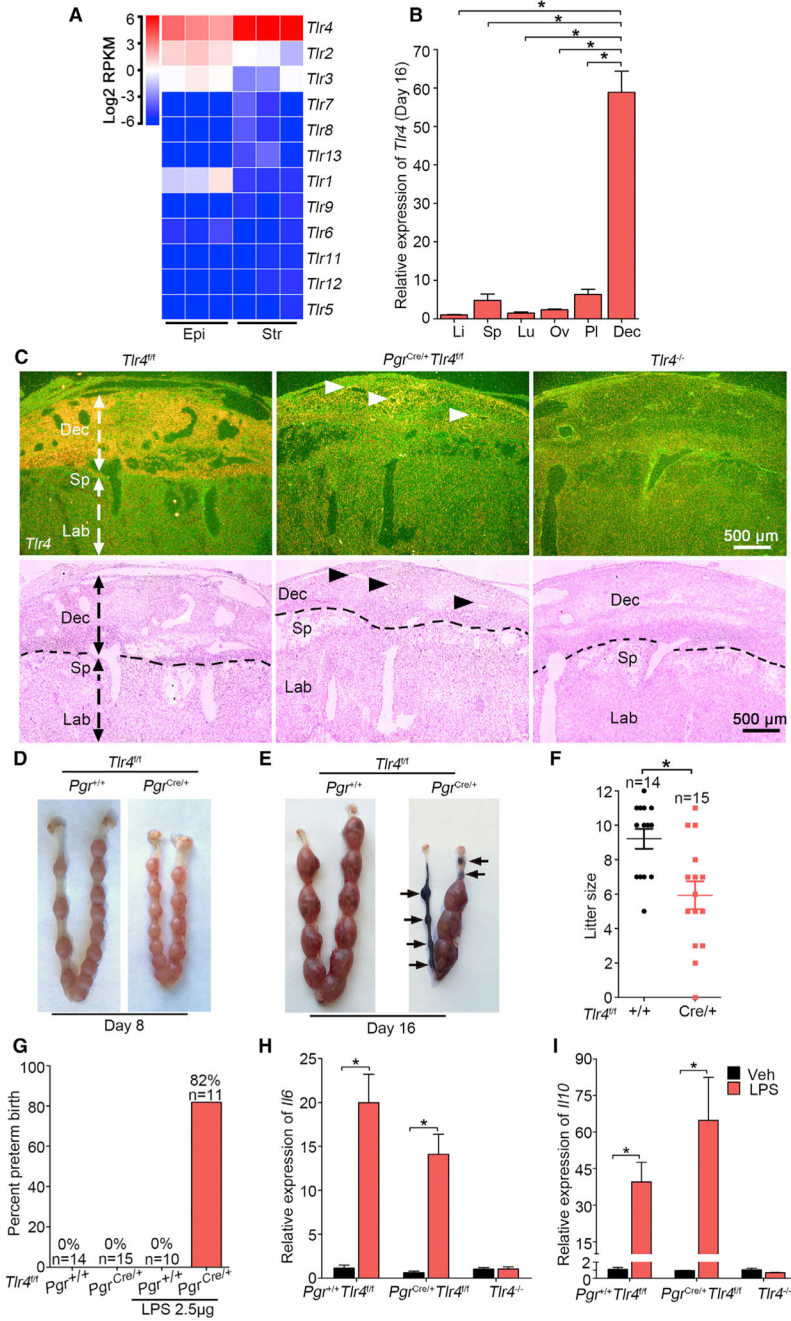 A
Log2 RPKM
6
3
0
-3
-6
Tlr4
Tlr2
Tlr3
Tlr7
Tlr8
Tlr13
Tlr1
Tlr9
Tlr6
Tlr11
Tlr12
Tlr5
Epi Str
B
Relative expression of Tlr4 (Day 16)
70
60
50
40
30
20
10
0
* * * * *
Li Sp Lu Ov Pl Dec
C
Tlr4f/f PgrCre/+Tlr4f/f Tlr4-/-
Dec
Sp
Lab
Tlr4
500 µm
Dec
Sp
Lab
Dec
Sp
Lab
Dec
Sp
Lab
500 µm
D
Tlr4f/f
Pgr+/+ PgrCre/+
Day 8
E
Tlr4f/f
Pgr+/+ PgrCre/+
Day 16
F
*
n=14
n=15
Litter size
12
10
8
6
4
2
0
Tlr4f/f +/+ Cre/+
G
Percent preterm birth
100
80
60
40
20
0
0%
n=14
0%
n=15
0%
n=10
82%
n=11
Tlr4f/f Pgr+/+ PgrCre/+ Pgr+/+ PgrCre/+
LPS 2.5µg
H
Relative expression of Il6
25
20
15
10
5
0
*
*
Pgr+/+Tlr4f/f PgrCre/+Tlr4f/f Tlr4-/-
I
Relative expression of Il10
90
75
60
45
30
15
2
0
*
*
Veh
LPS
Pgr+/+Tlr4f/f PgrCre/+Tlr4f/f Tlr4-/-